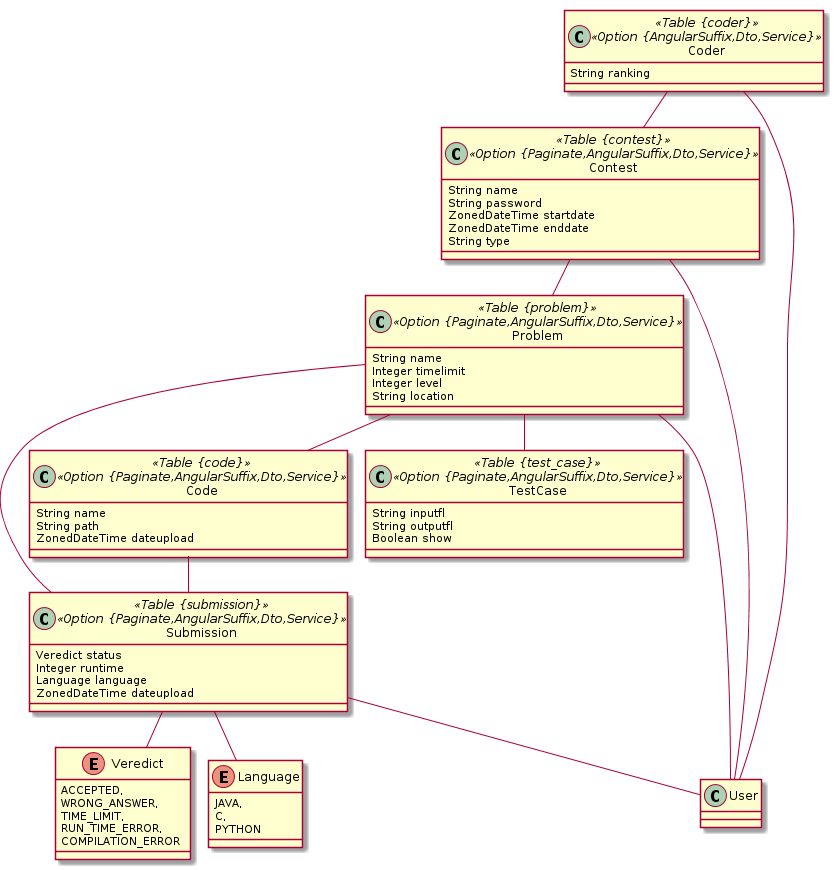 «Table {coder}»
C
«Option {AngularSuffix,Dto,Service}»
Coder
String ranking
«Table {contest}»
C
«Option {Paginate,AngularSuffix,Dto,Service}»
Contest
String name
String password
ZonedDateTime startdate
ZonedDateTime enddate
String type
«Table {problem}»
C
«Option {Paginate,AngularSuffix,Dto,Service}»
Problem
String name
Integer timelimit
Integer level
String location
«Table {code}»
C
«Option {Paginate,AngularSuffix,Dto,Service}»
Code
String name
String path
ZonedDateTime dateupload
«Table {test_case}»
C
«Option {Paginate,AngularSuffix,Dto,Service}»
TestCase
String inputfl
String outputfl
Boolean show
«Table {submission}»
C
«Option {Paginate,AngularSuffix,Dto,Service}»
Submission
Veredict status
Integer runtime
Language language
ZonedDateTime dateupload
E Veredict
ACCEPTED,
WRONG_ANSWER,
TIME_LIMIT,
RUN_TIME_ERROR,
COMPILATION_ERROR
E Language
JAVA,
C,
PYTHON
C User